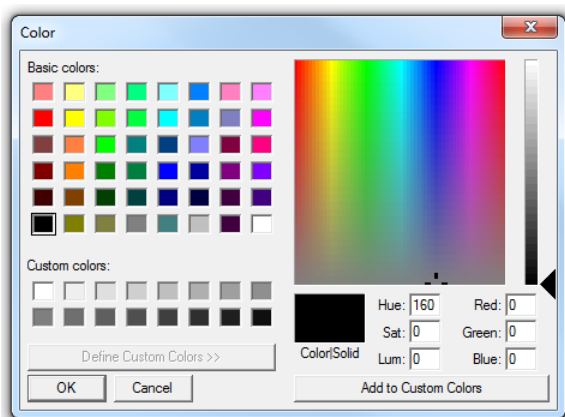 Color
Basic colors:
Custom colors:
Define Custom Colors >>
OK Cancel
Color|Solid
Hue: 160 Red: 0
Sat: 0 Green: 0
Lum: 0 Blue: 0
Add to Custom Colors